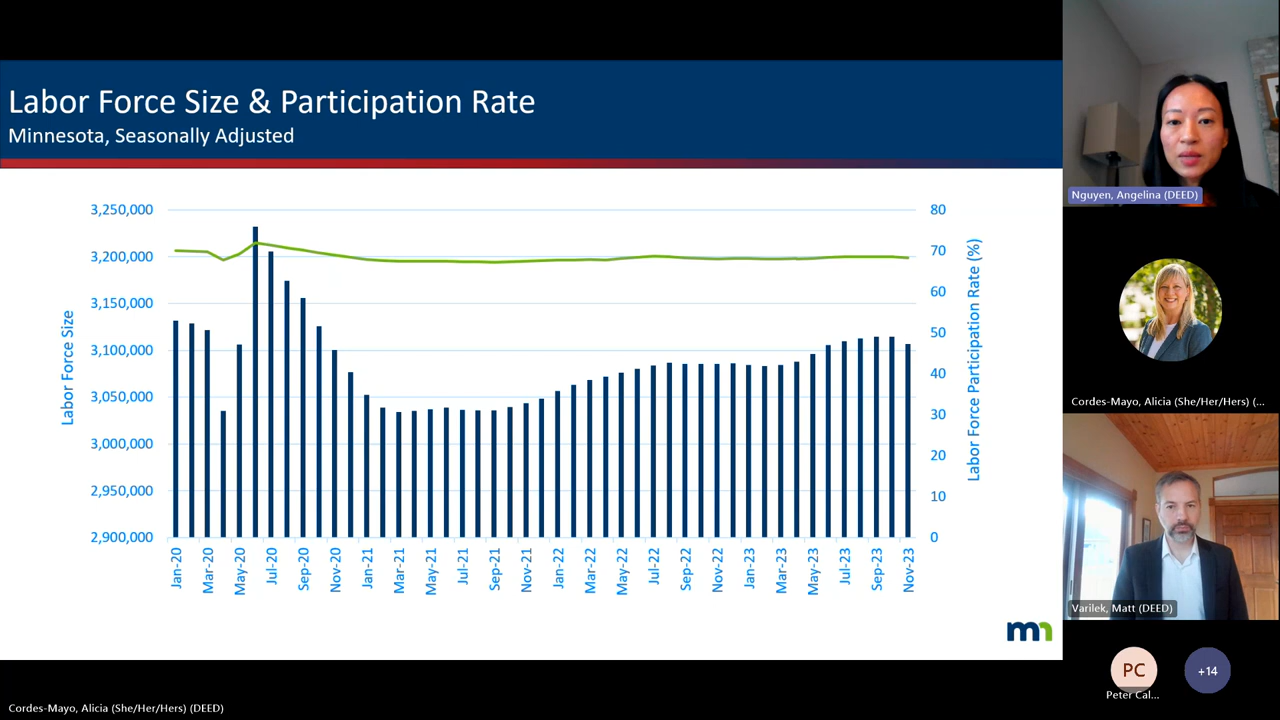 Labor Force Size & Participation Rate
Minnesota, Seasonally Adjusted
3,250,000
3,200,000
3,150,000
3,100,000
3,050,000
3,000,000
2,950,000
2,900,000
Labor Force Size
80
70
60
50
40
30
20
10
0
Labor Force Participation Rate (%)
Jan-20
Mar-20
May-20
Jul-20
Sep-20
Nov-20
Jan-21
Mar-21
May-21
Jul-21
Sep-21
Nov-21
Jan-22
Mar-22
May-22
Jul-22
Sep-22
Nov-22
Jan-23
Mar-23
May-23
Jul-23
Sep-23
Nov-23
mn
Nguyen, Angelina (DEED)
Cordes-Mayo, Alicia (She/Her/Hers) (...
Varilek, Matt (DEED)
PC
Peter Cal...
+14
Cordes-Mayo, Alicia (She/Her/Hers) (DEED)